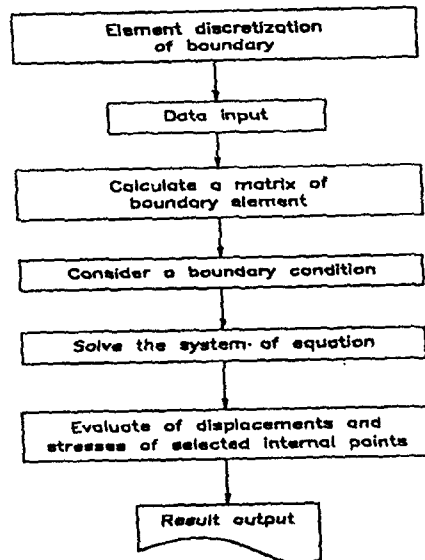 Element discretization
of boundary
Data input
Calculate a matrix of
boundary element
Consider a boundary condition
Solve the system of equation
Evaluate of displacements and
stresses of selected internal points
Result output